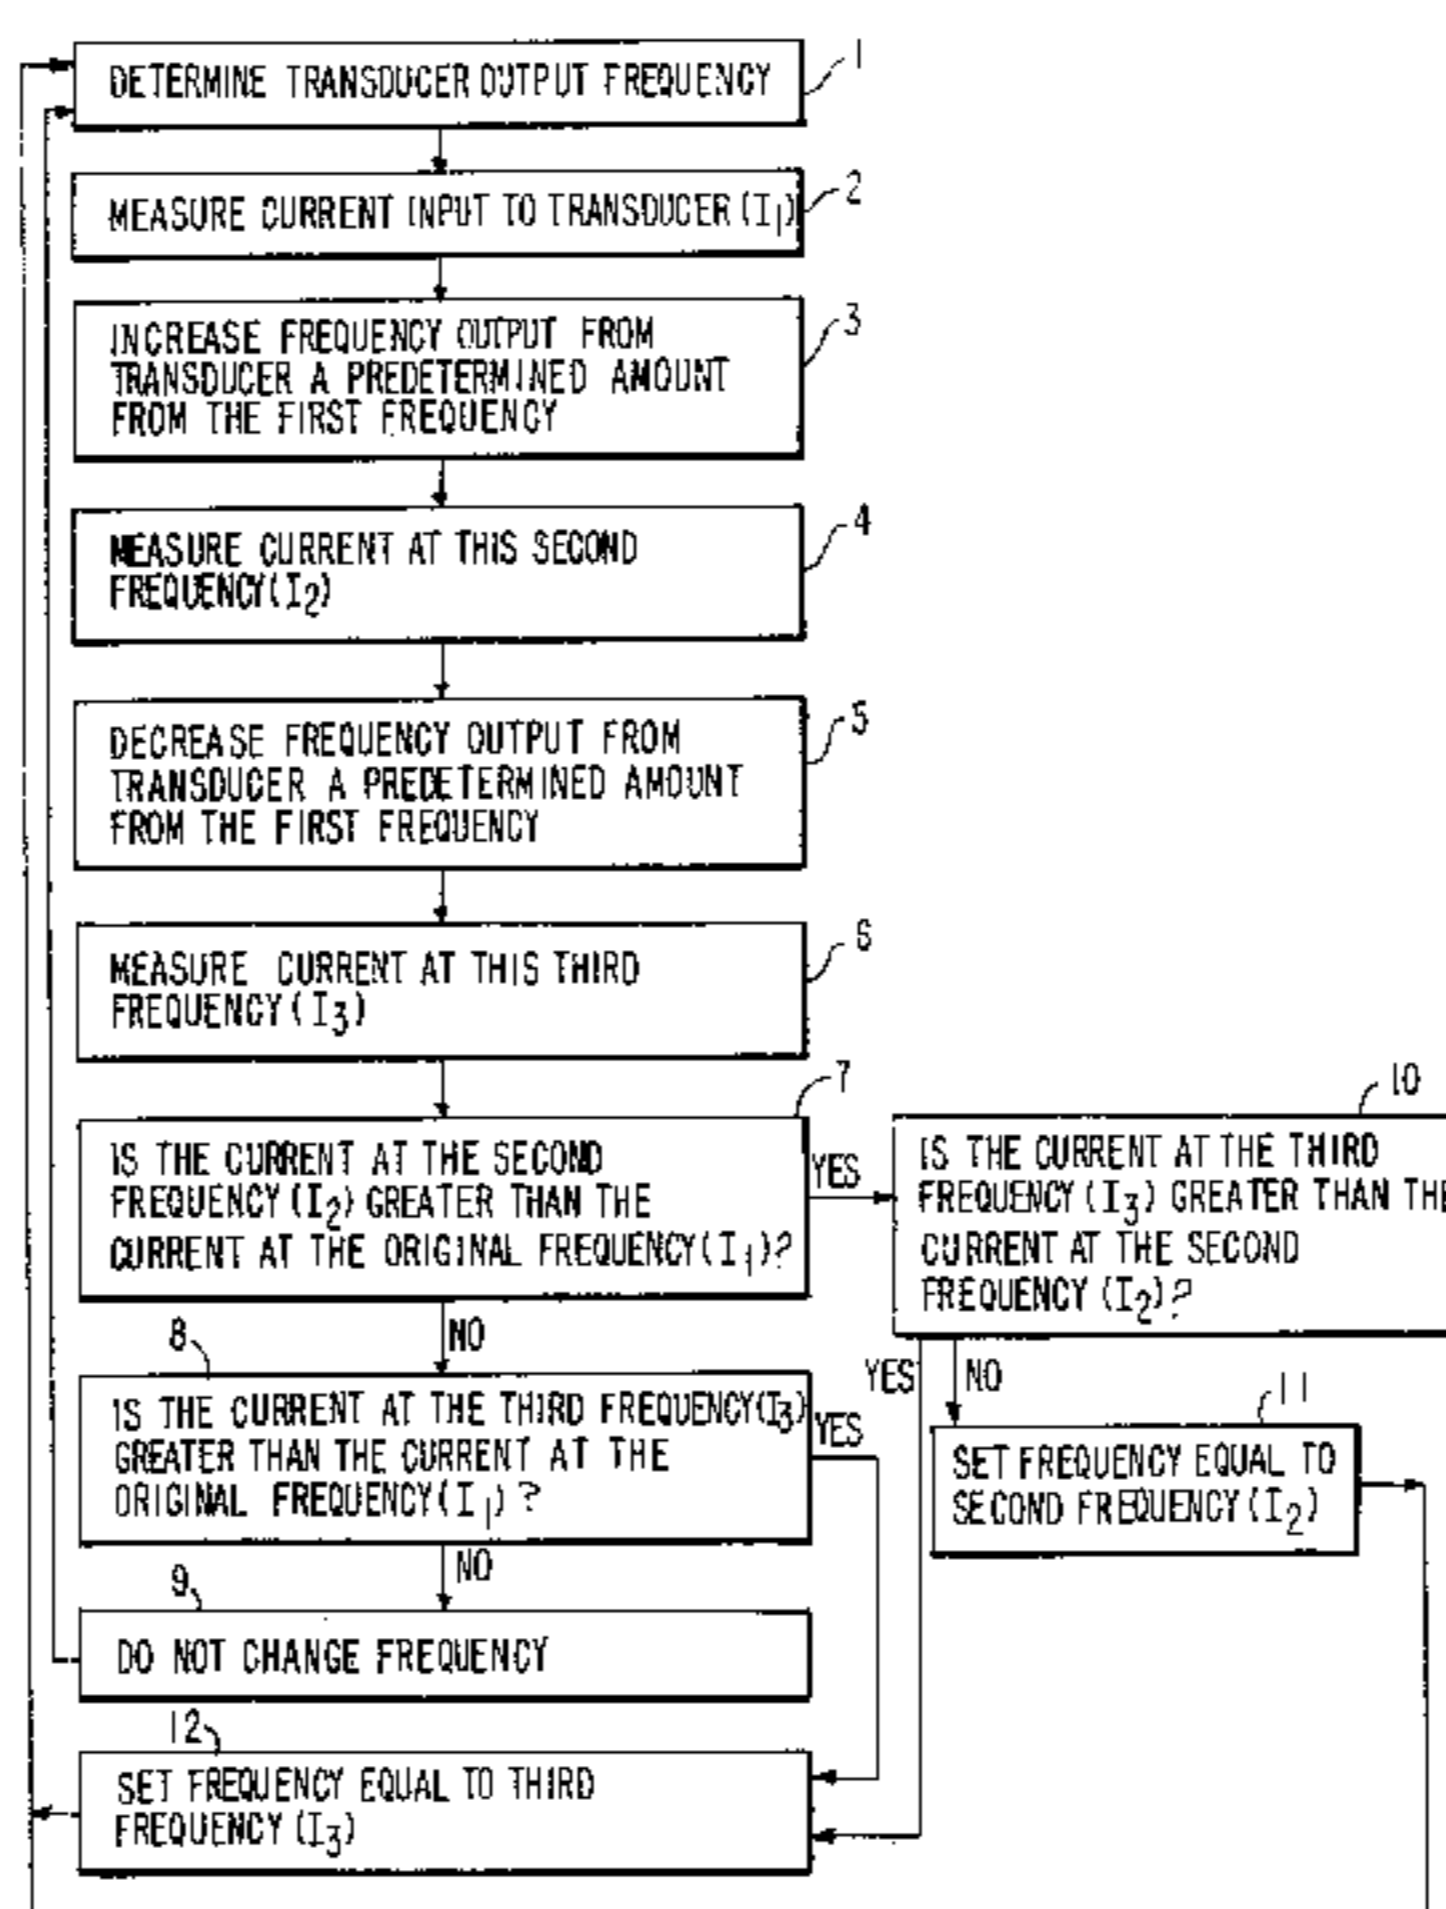 DETERMINE TRANSDUCER OUTPUT FREQUENCY
1
MEASURE CURRENT INPUT TO TRANSDUCER (I1)
2
INCREASE FREQUENCY OUTPUT FROM
TRANSDUCER A PREDETERMINED AMOUNT
FROM THE FIRST FREQUENCY
3
MEASURE CURRENT AT THIS SECOND
FREQUENCY (I2)
4
DECREASE FREQUENCY OUTPUT FROM
TRANSDUCER A PREDETERMINED AMOUNT
FROM THE FIRST FREQUENCY
5
MEASURE CURRENT AT THIS THIRD
FREQUENCY (I3)
6
IS THE CURRENT AT THE SECOND
FREQUENCY (I2) GREATER THAN THE
CURRENT AT THE ORIGINAL FREQUENCY (I1)?
7
YES
NO
IS THE CURRENT AT THE THIRD
FREQUENCY (I3) GREATER THAN THE
CURRENT AT THE SECOND
FREQUENCY (I2)?
10
YES
NO
8
IS THE CURRENT AT THE THIRD FREQUENCY (I3)
GREATER THAN THE CURRENT AT THE
ORIGINAL FREQUENCY (I1)?
YES
NO
11
SET FREQUENCY EQUAL TO
SECOND FREQUENCY (I2)
9
DO NOT CHANGE FREQUENCY
12
SET FREQUENCY EQUAL TO THIRD
FREQUENCY (I3)